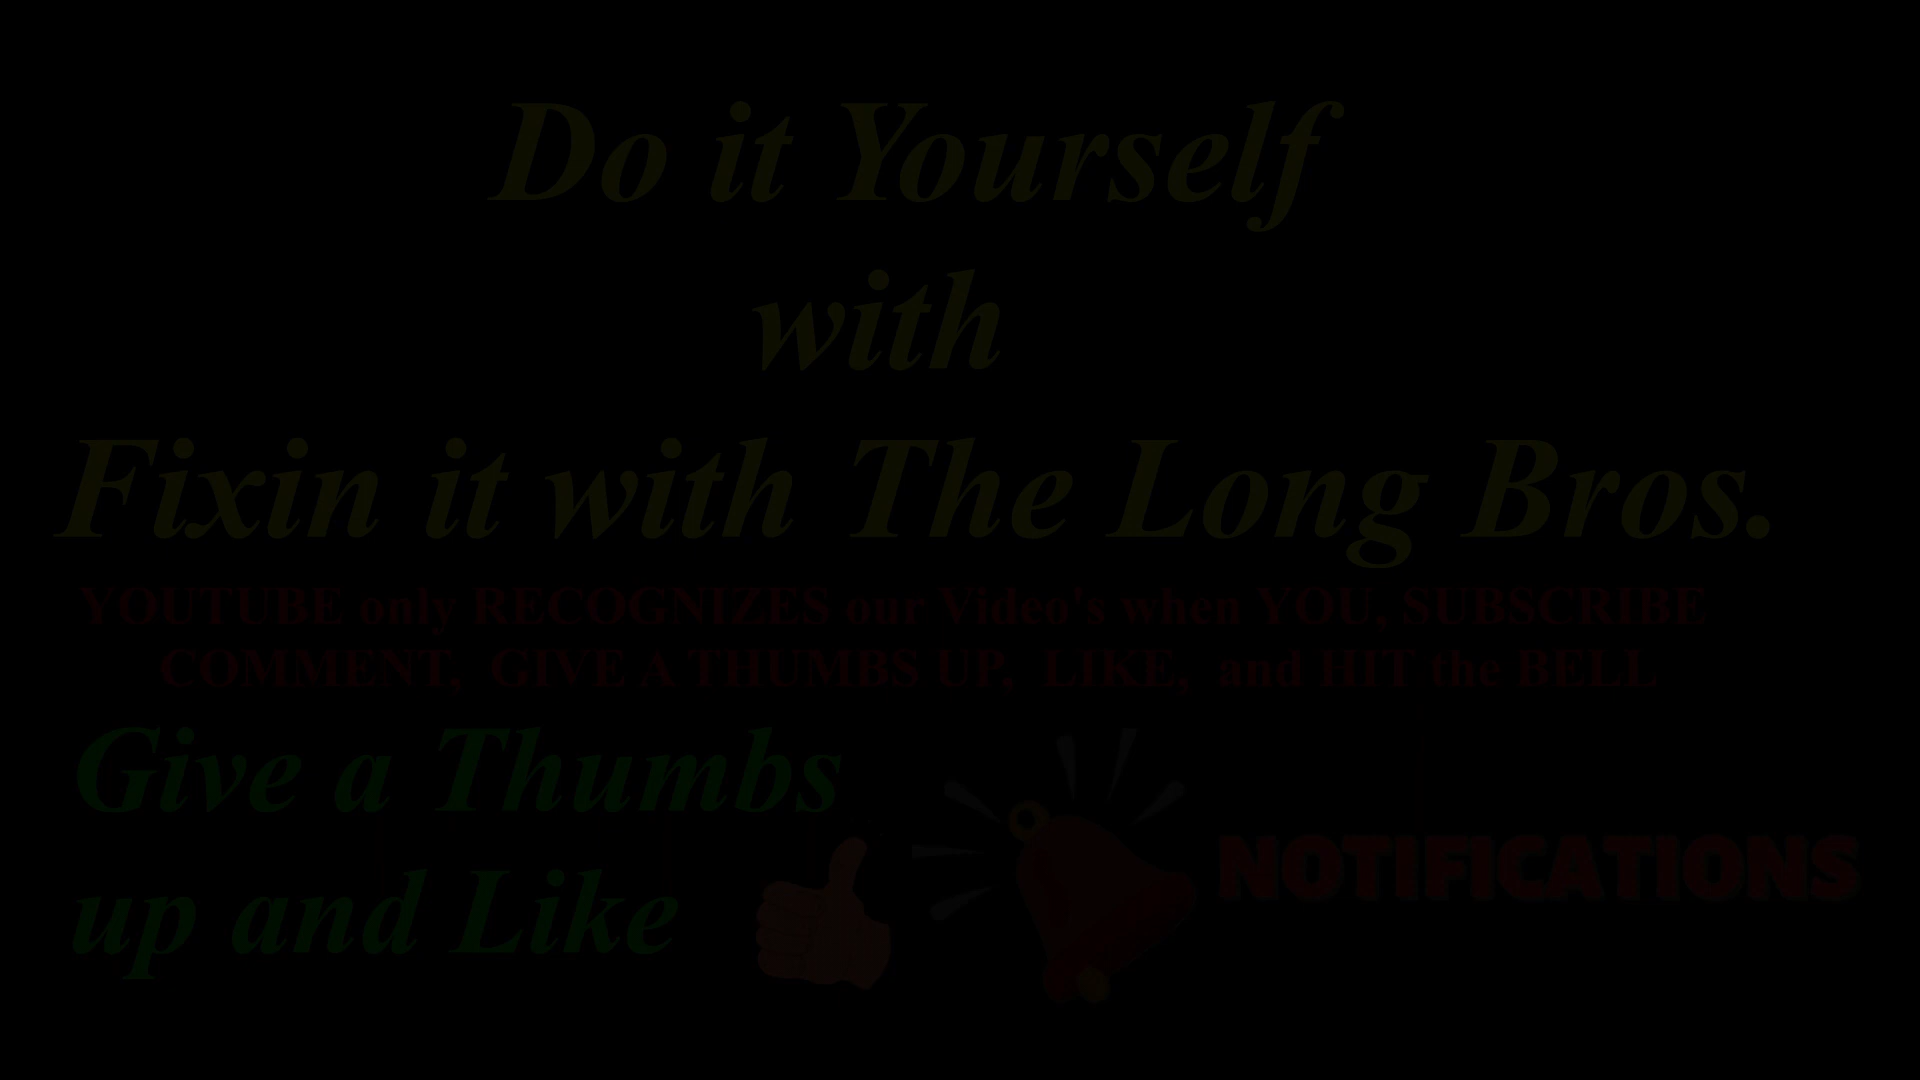 Do it Yourself
with
Fixin it with The Long Bros.
YOUTUBE only RECOGNIZES our Video's when YOU, SUBSCRIBE
COMMENT, GIVE A THUMBS UP, LIKE, and HIT the BELL
Give a Thumbs
up and Like
NOTIFICATIONS